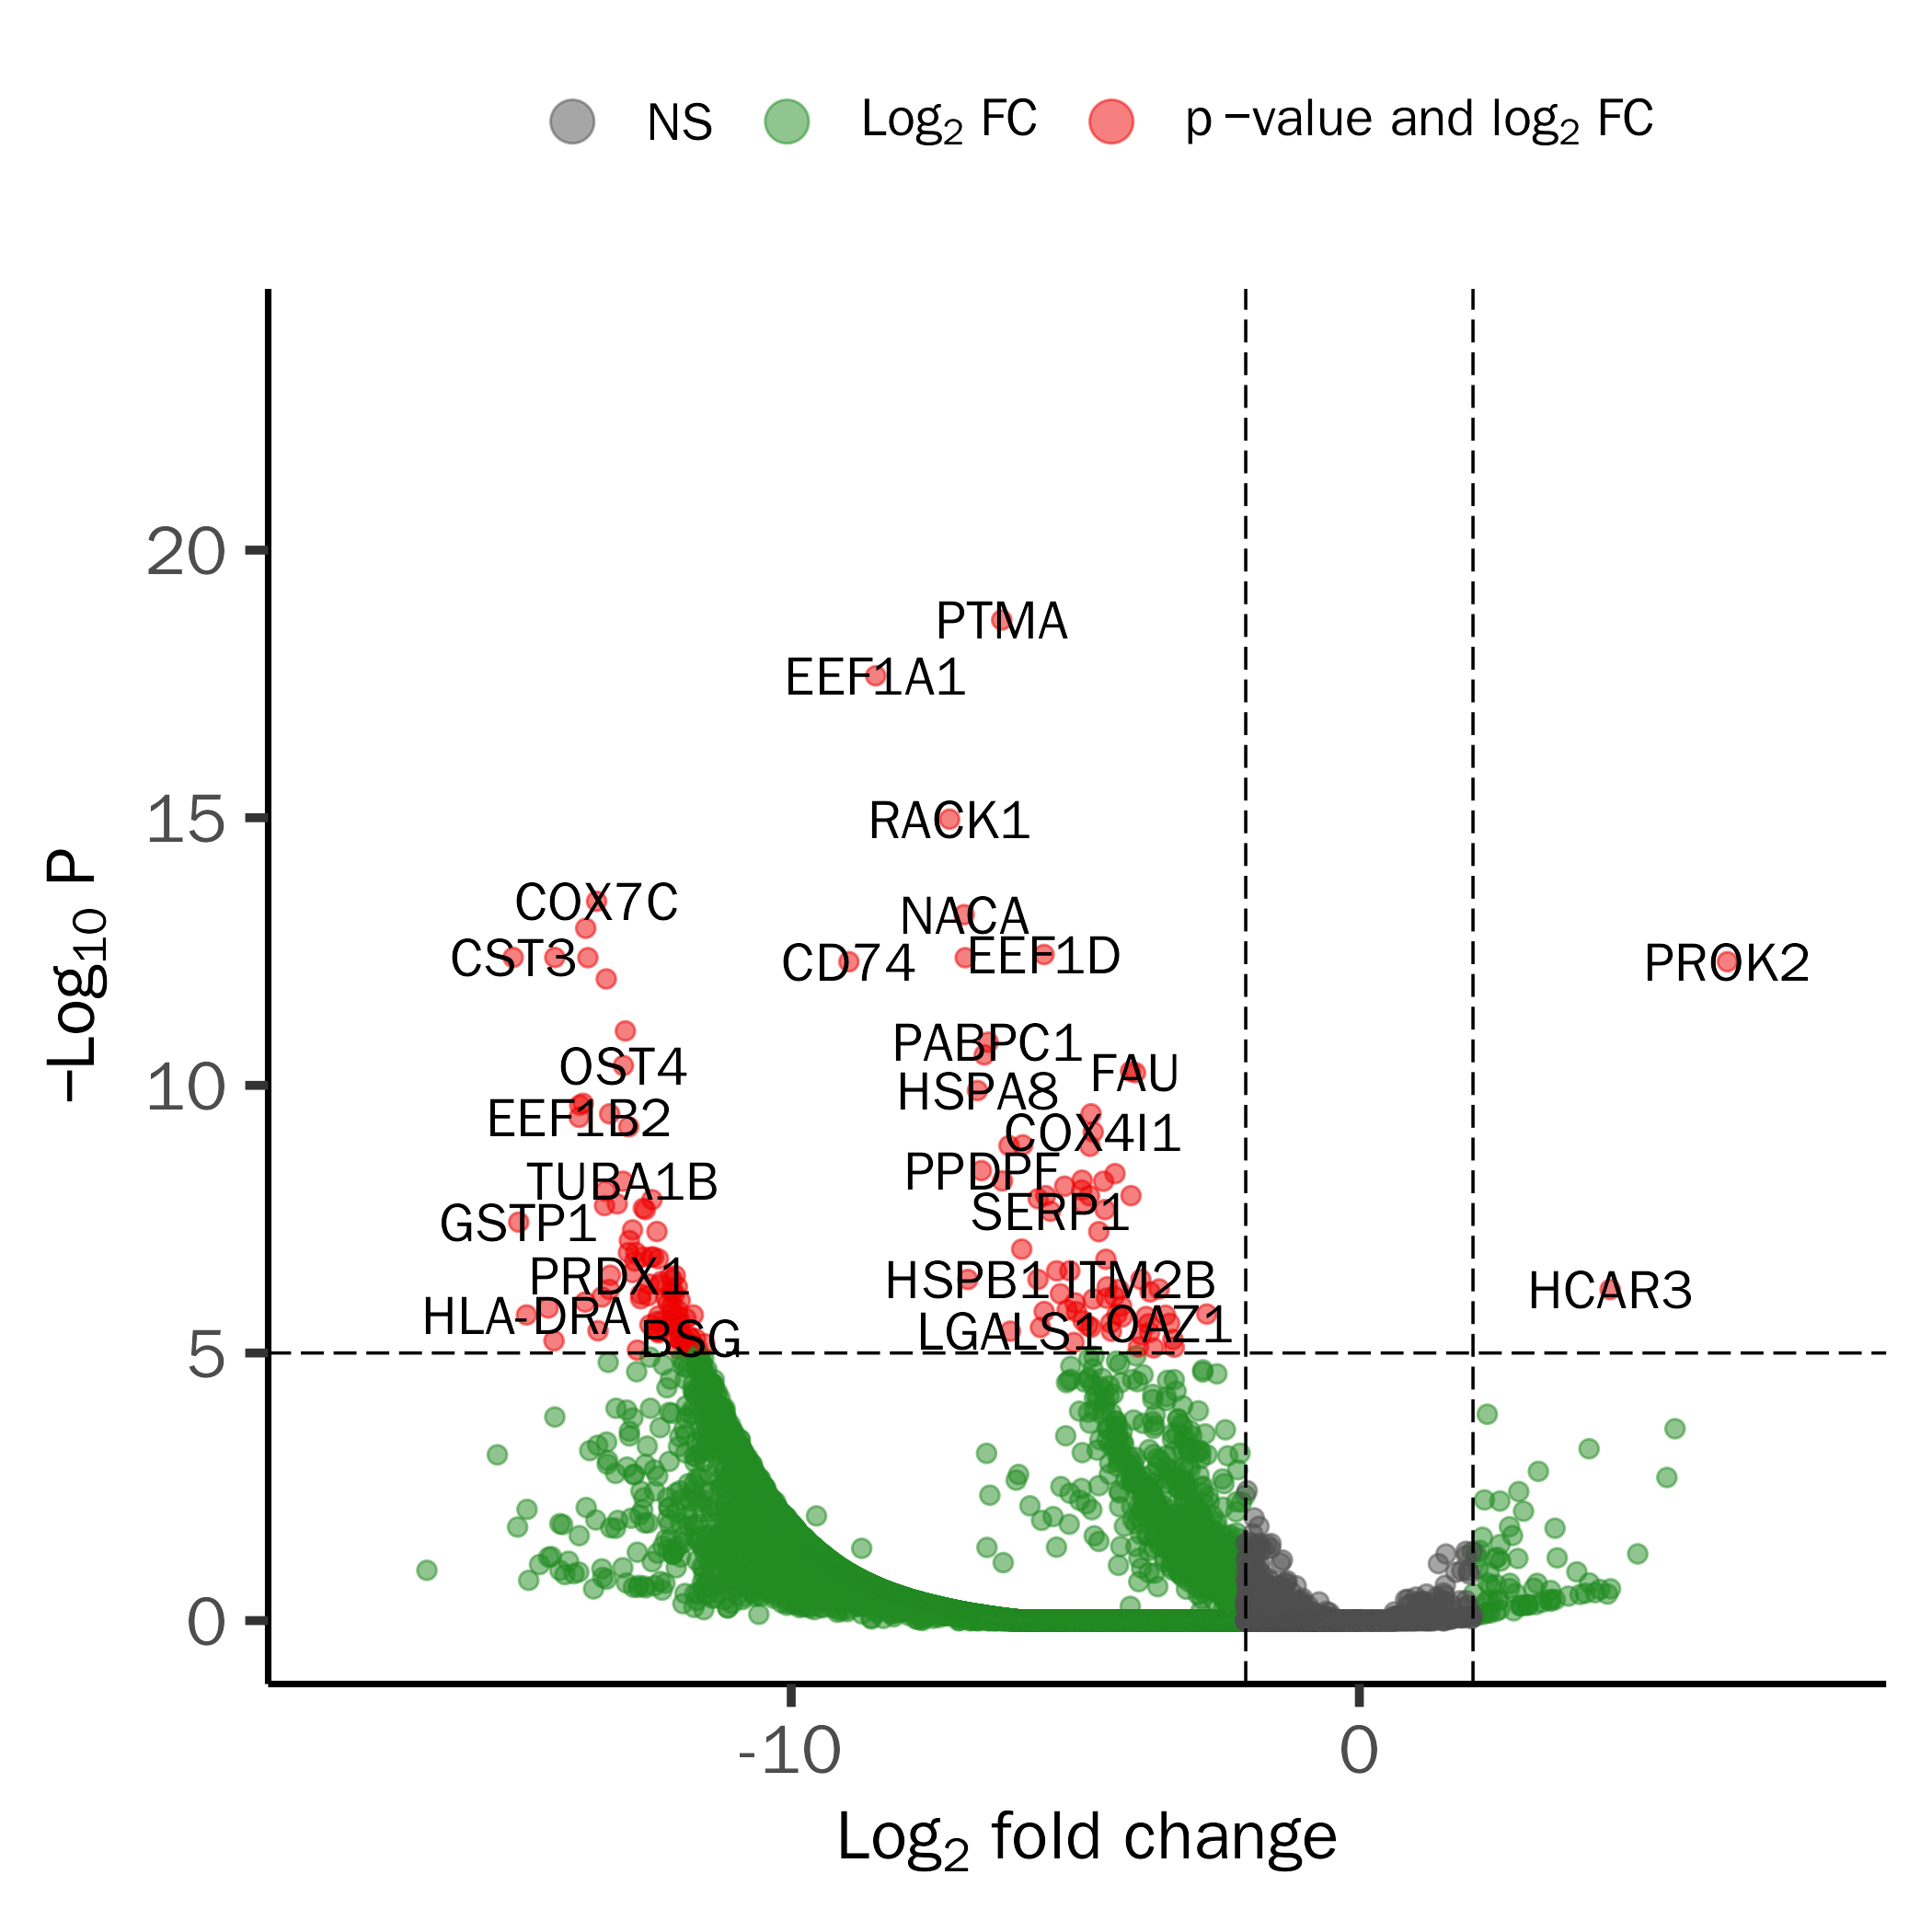 NS Log2 FC p −value and log2 FC
20
PTMA
EEF1A1
15
RACK1
COX7C
NACA
CST3
CD74
EEF1D
PROK2
PABPC1
OST4
FAU
10
HSPA8
EEF1B2
COX4I1
PPDPF
TUBA1B
SERP1
GSTP1
PRDX1
HSPB1
ITM2B
HCAR3
HLA-DRA
BSG
LGALS1
OAZ1
5
0
−Log10 P
-10
0
Log2 fold change